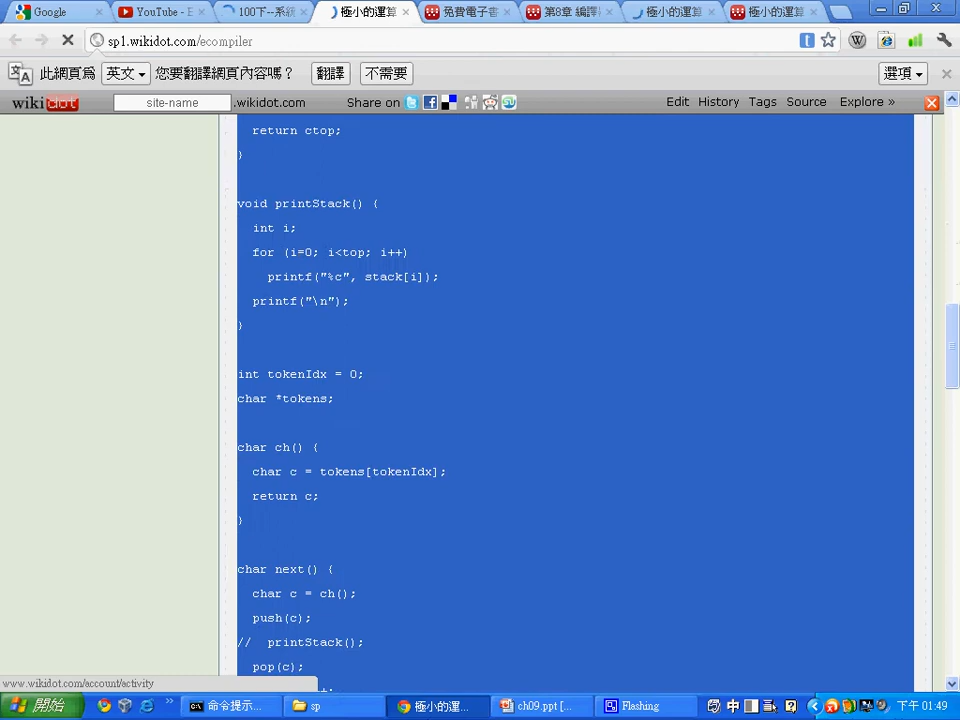 Google
YouTube - E
100下--系統
極小的運算
免費電子書
第8章 編譯
極小的運算
極小的運算
sp1.wikidot.com/ecompiler
此網頁為 英文 您要翻譯網頁內容嗎？ 翻譯 不需要 選項
wikidot site-name .wikidot.com Share on Edit History Tags Source Explore »
return ctop;
}
void printStack() {
int i;
for (i=0; i<top; i++)
printf("%c", stack[i]);
printf("\n");
}
int tokenIdx = 0;
char *tokens;
char ch() {
char c = tokens[tokenIdx];
return c;
}
char next() {
char c = ch();
push(c);
// printStack();
pop(c);
www.wikidot.com/account/activity
開始 命令提示... sp 極小的運... ch09.ppt [... Flashing 中 下午 01:49